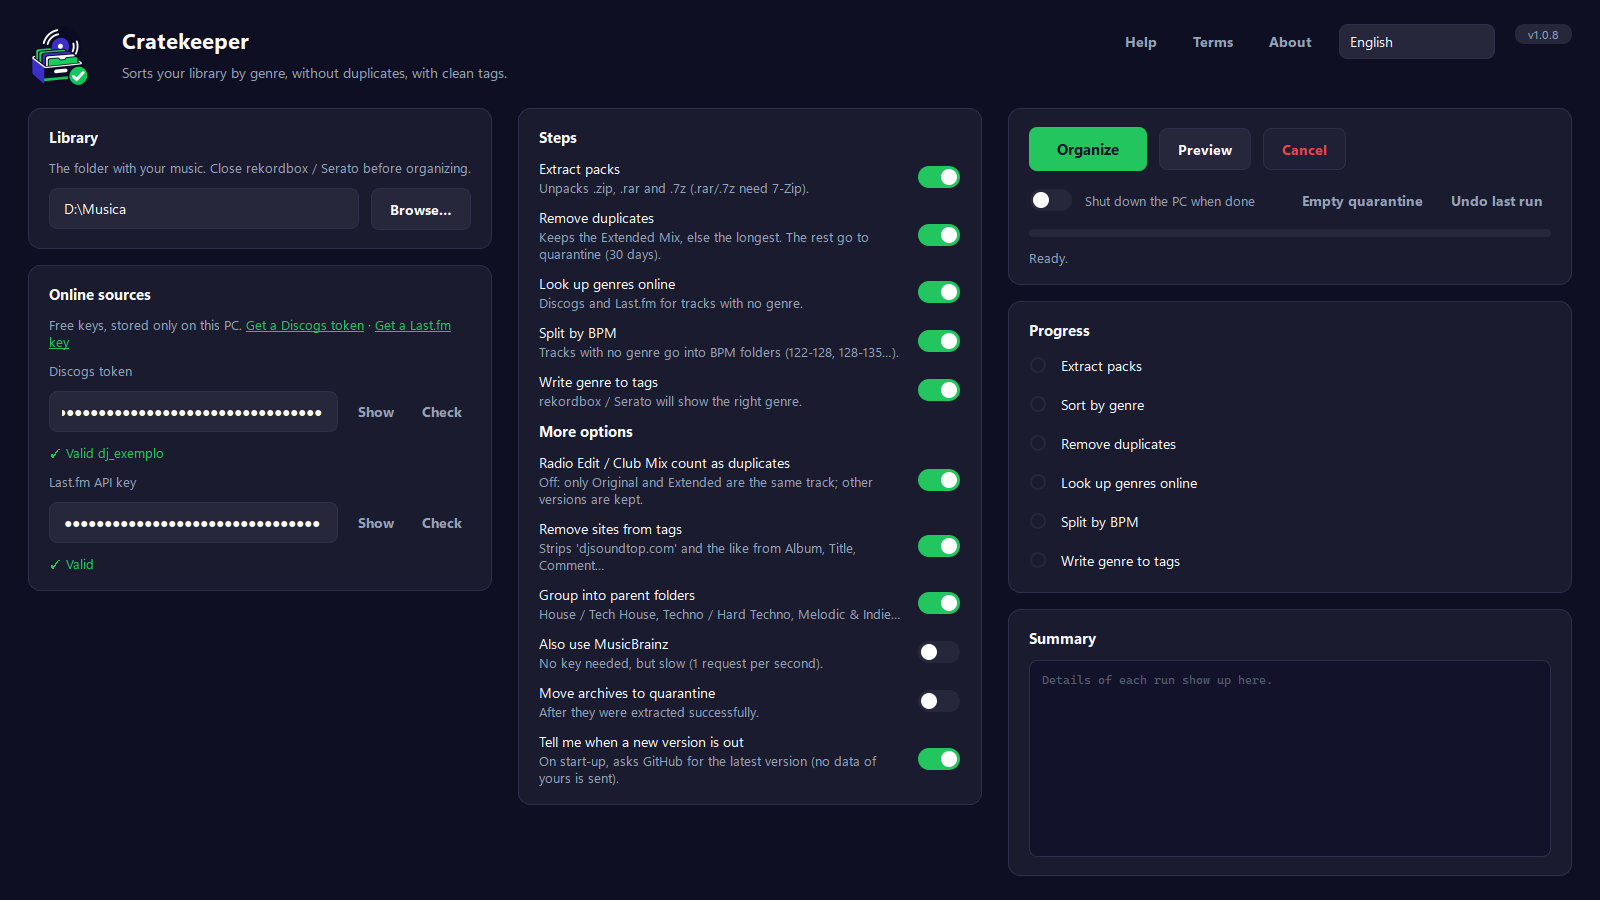 Cratekeeper
Sorts your library by genre, without duplicates, with clean tags.
Help
Terms
About
English
v1.0.8
Library
The folder with your music. Close rekordbox / Serato before organizing.
D:\Musica
Browse...
Online sources
Free keys, stored only on this PC. Get a Discogs token · Get a Last.fm
key
Discogs token
••••••••••••••••••••••••••••••••
Show
Check
✓ Valid dj_exemplo
Last.fm API key
••••••••••••••••••••••••••••••••
Show
Check
✓ Valid
Steps
Extract packs
Unpacks .zip, .rar and .7z (.rar/.7z need 7-Zip).
Remove duplicates
Keeps the Extended Mix, else the longest. The rest go to
quarantine (30 days).
Look up genres online
Discogs and Last.fm for tracks with no genre.
Split by BPM
Tracks with no genre go into BPM folders (122-128, 128-135...).
Write genre to tags
rekordbox / Serato will show the right genre.
More options
Radio Edit / Club Mix count as duplicates
Off: only Original and Extended are the same track; other
versions are kept.
Remove sites from tags
Strips 'djsoundtop.com' and the like from Album, Title,
Comment...
Group into parent folders
House / Tech House, Techno / Hard Techno, Melodic & Indie...
Also use MusicBrainz
No key needed, but slow (1 request per second).
Move archives to quarantine
After they were extracted successfully.
Tell me when a new version is out
On start-up, asks GitHub for the latest version (no data of
yours is sent).
Organize
Preview
Cancel
Shut down the PC when done
Empty quarantine
Undo last run
Ready.
Progress
Extract packs
Sort by genre
Remove duplicates
Look up genres online
Split by BPM
Write genre to tags
Summary
Details of each run show up here.